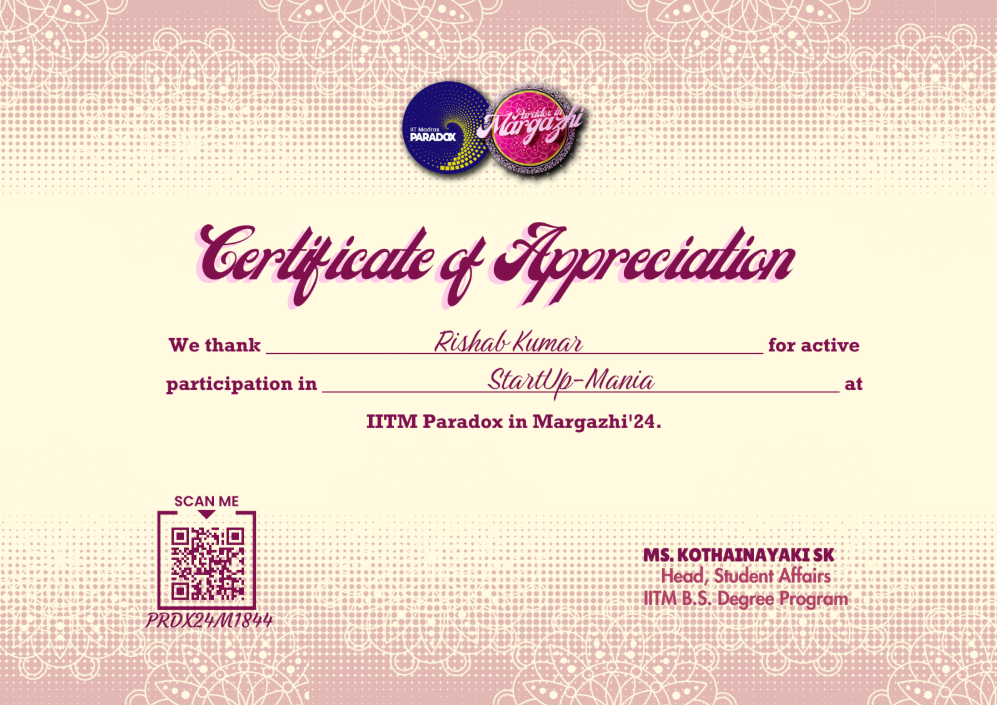 IIT Madras
PARADOX
Paradox in
Margazhi
Certificate of Appreciation
We thank Rishab Kumar for active
participation in StartUp-Mania at
IITM Paradox in Margazhi'24.
SCAN ME
PRDX24M1844
MS. KOTHAINAYAKI SK
Head, Student Affairs
IITM B.S. Degree Program